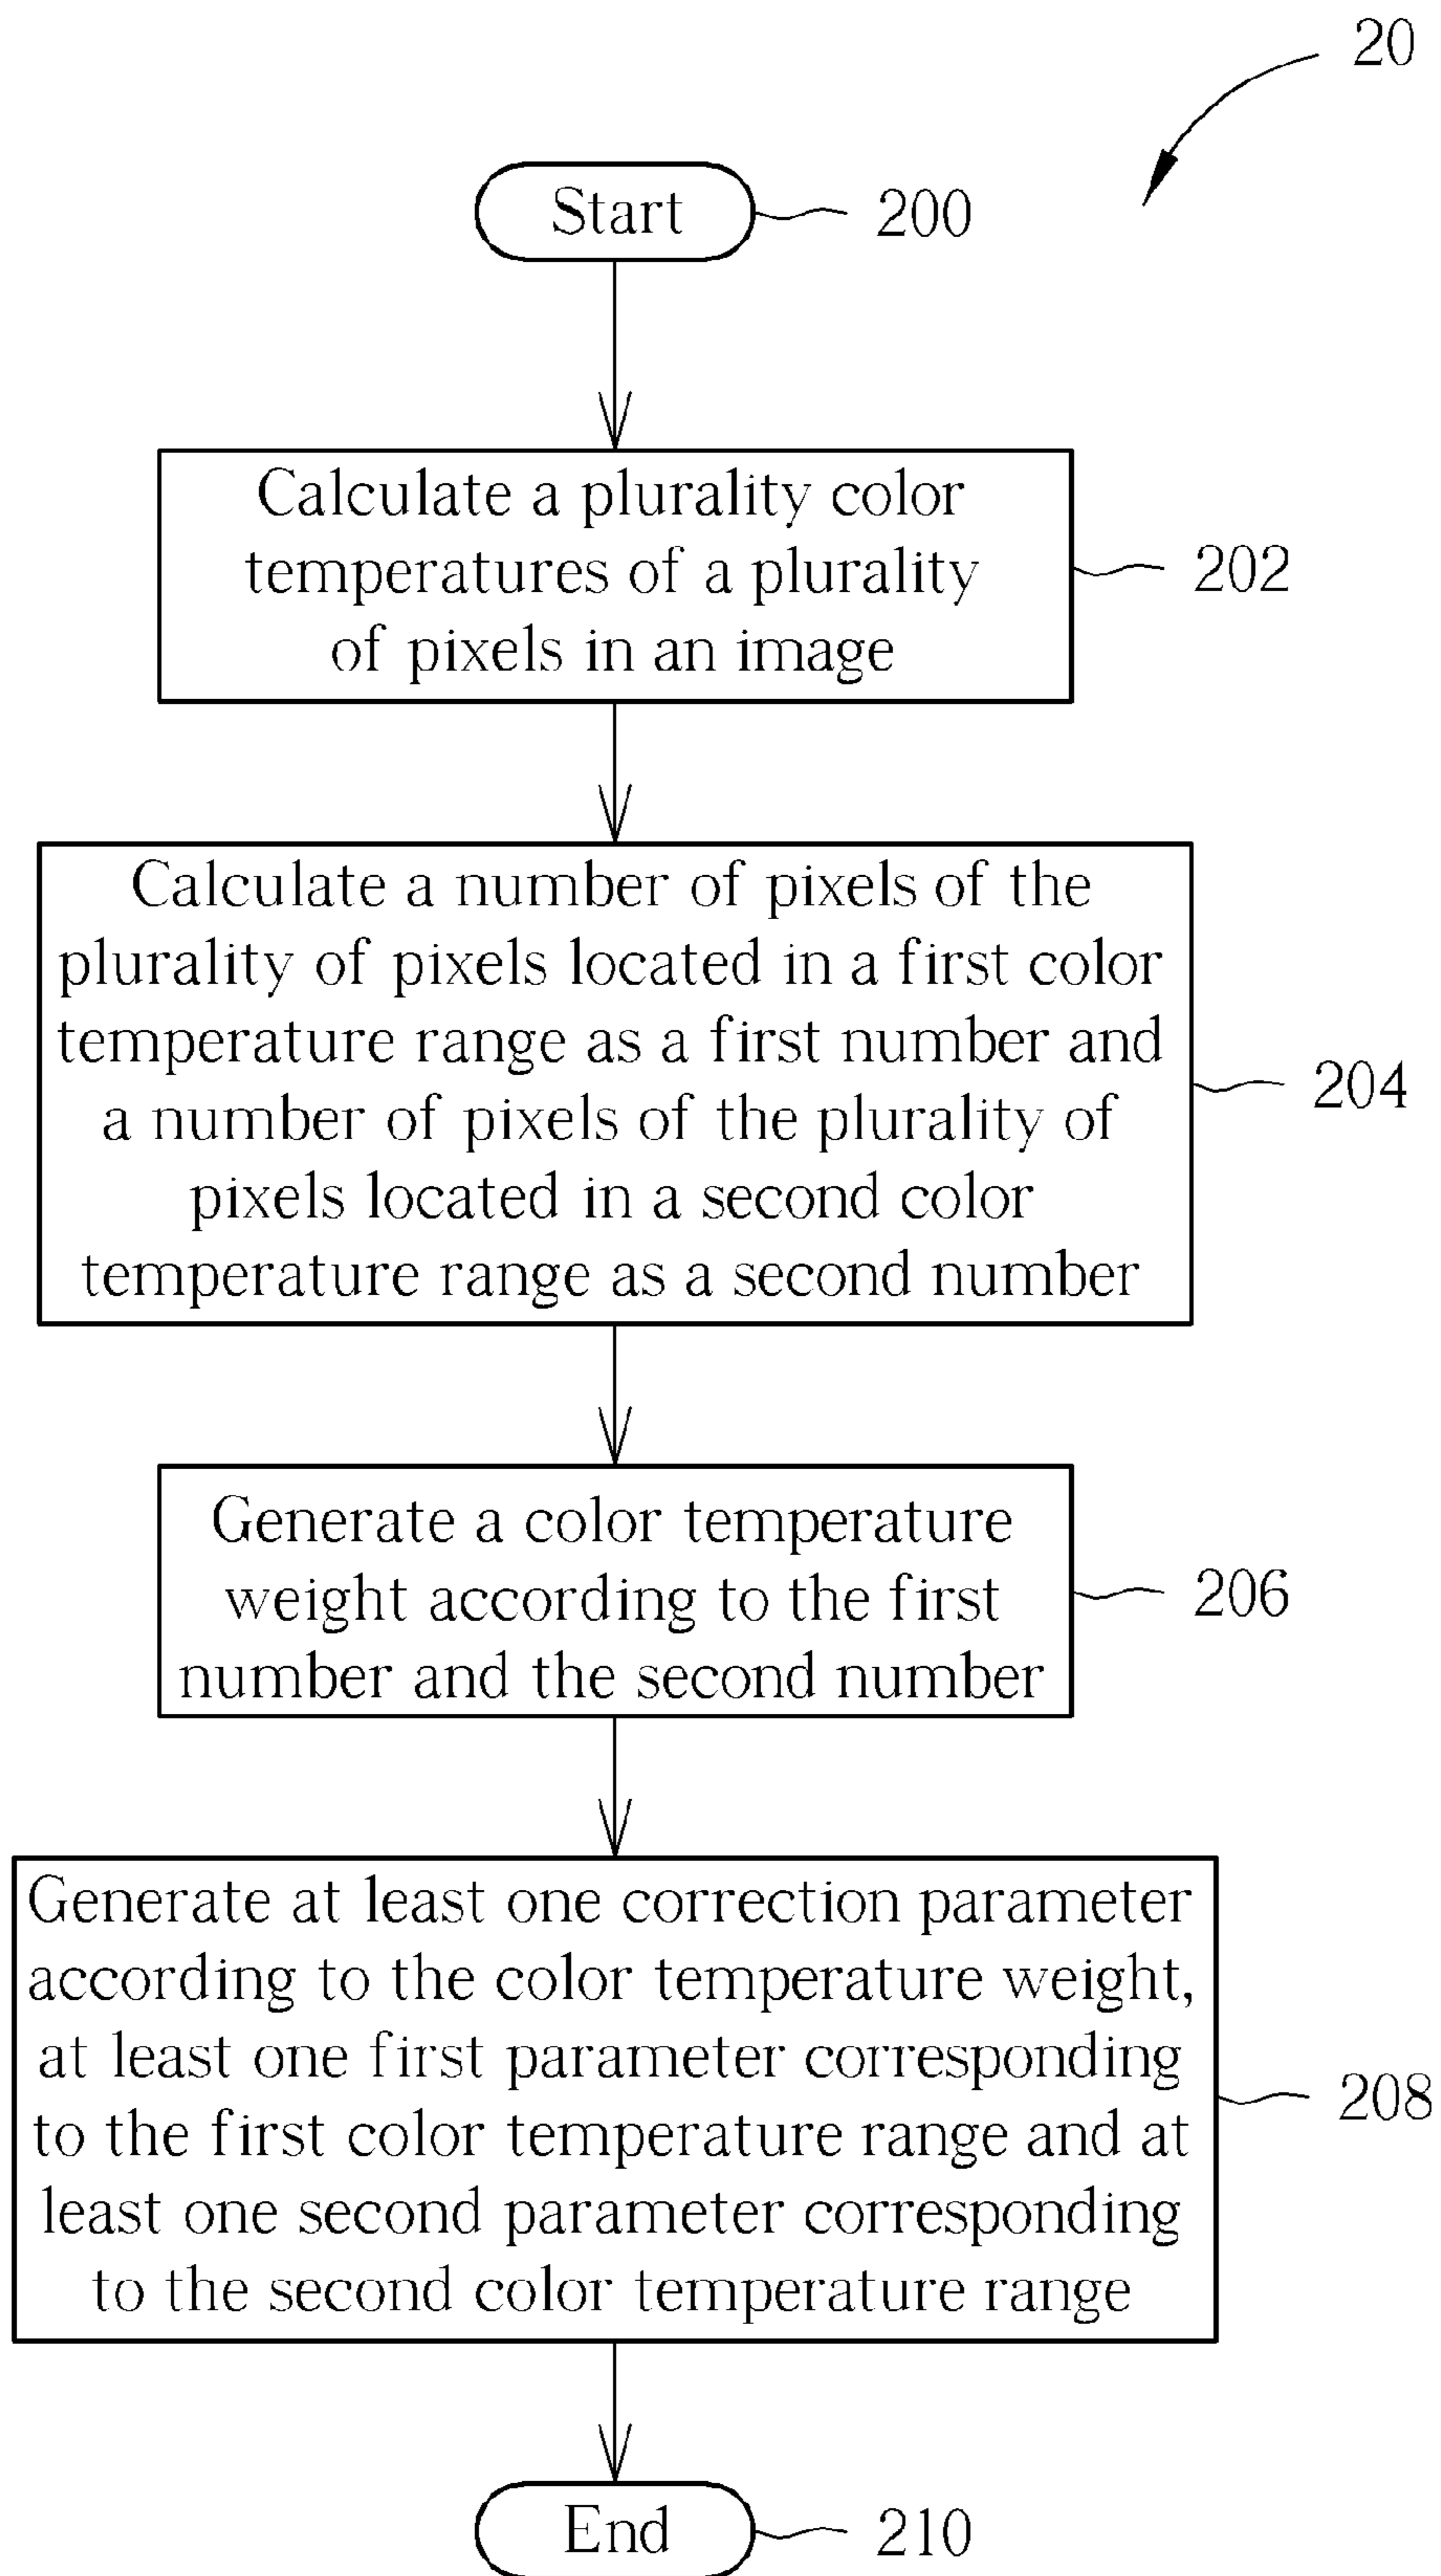 20
Start
200
Calculate a plurality color
temperatures of a plurality
of pixels in an image
202
Calculate a number of pixels of the
plurality of pixels located in a first color
temperature range as a first number and
a number of pixels of the plurality of
pixels located in a second color
temperature range as a second number
204
Generate a color temperature
weight according to the first
number and the second number
206
Generate at least one correction parameter
according to the color temperature weight,
at least one first parameter corresponding
to the first color temperature range and at
least one second parameter corresponding
to the second color temperature range
208
End
210